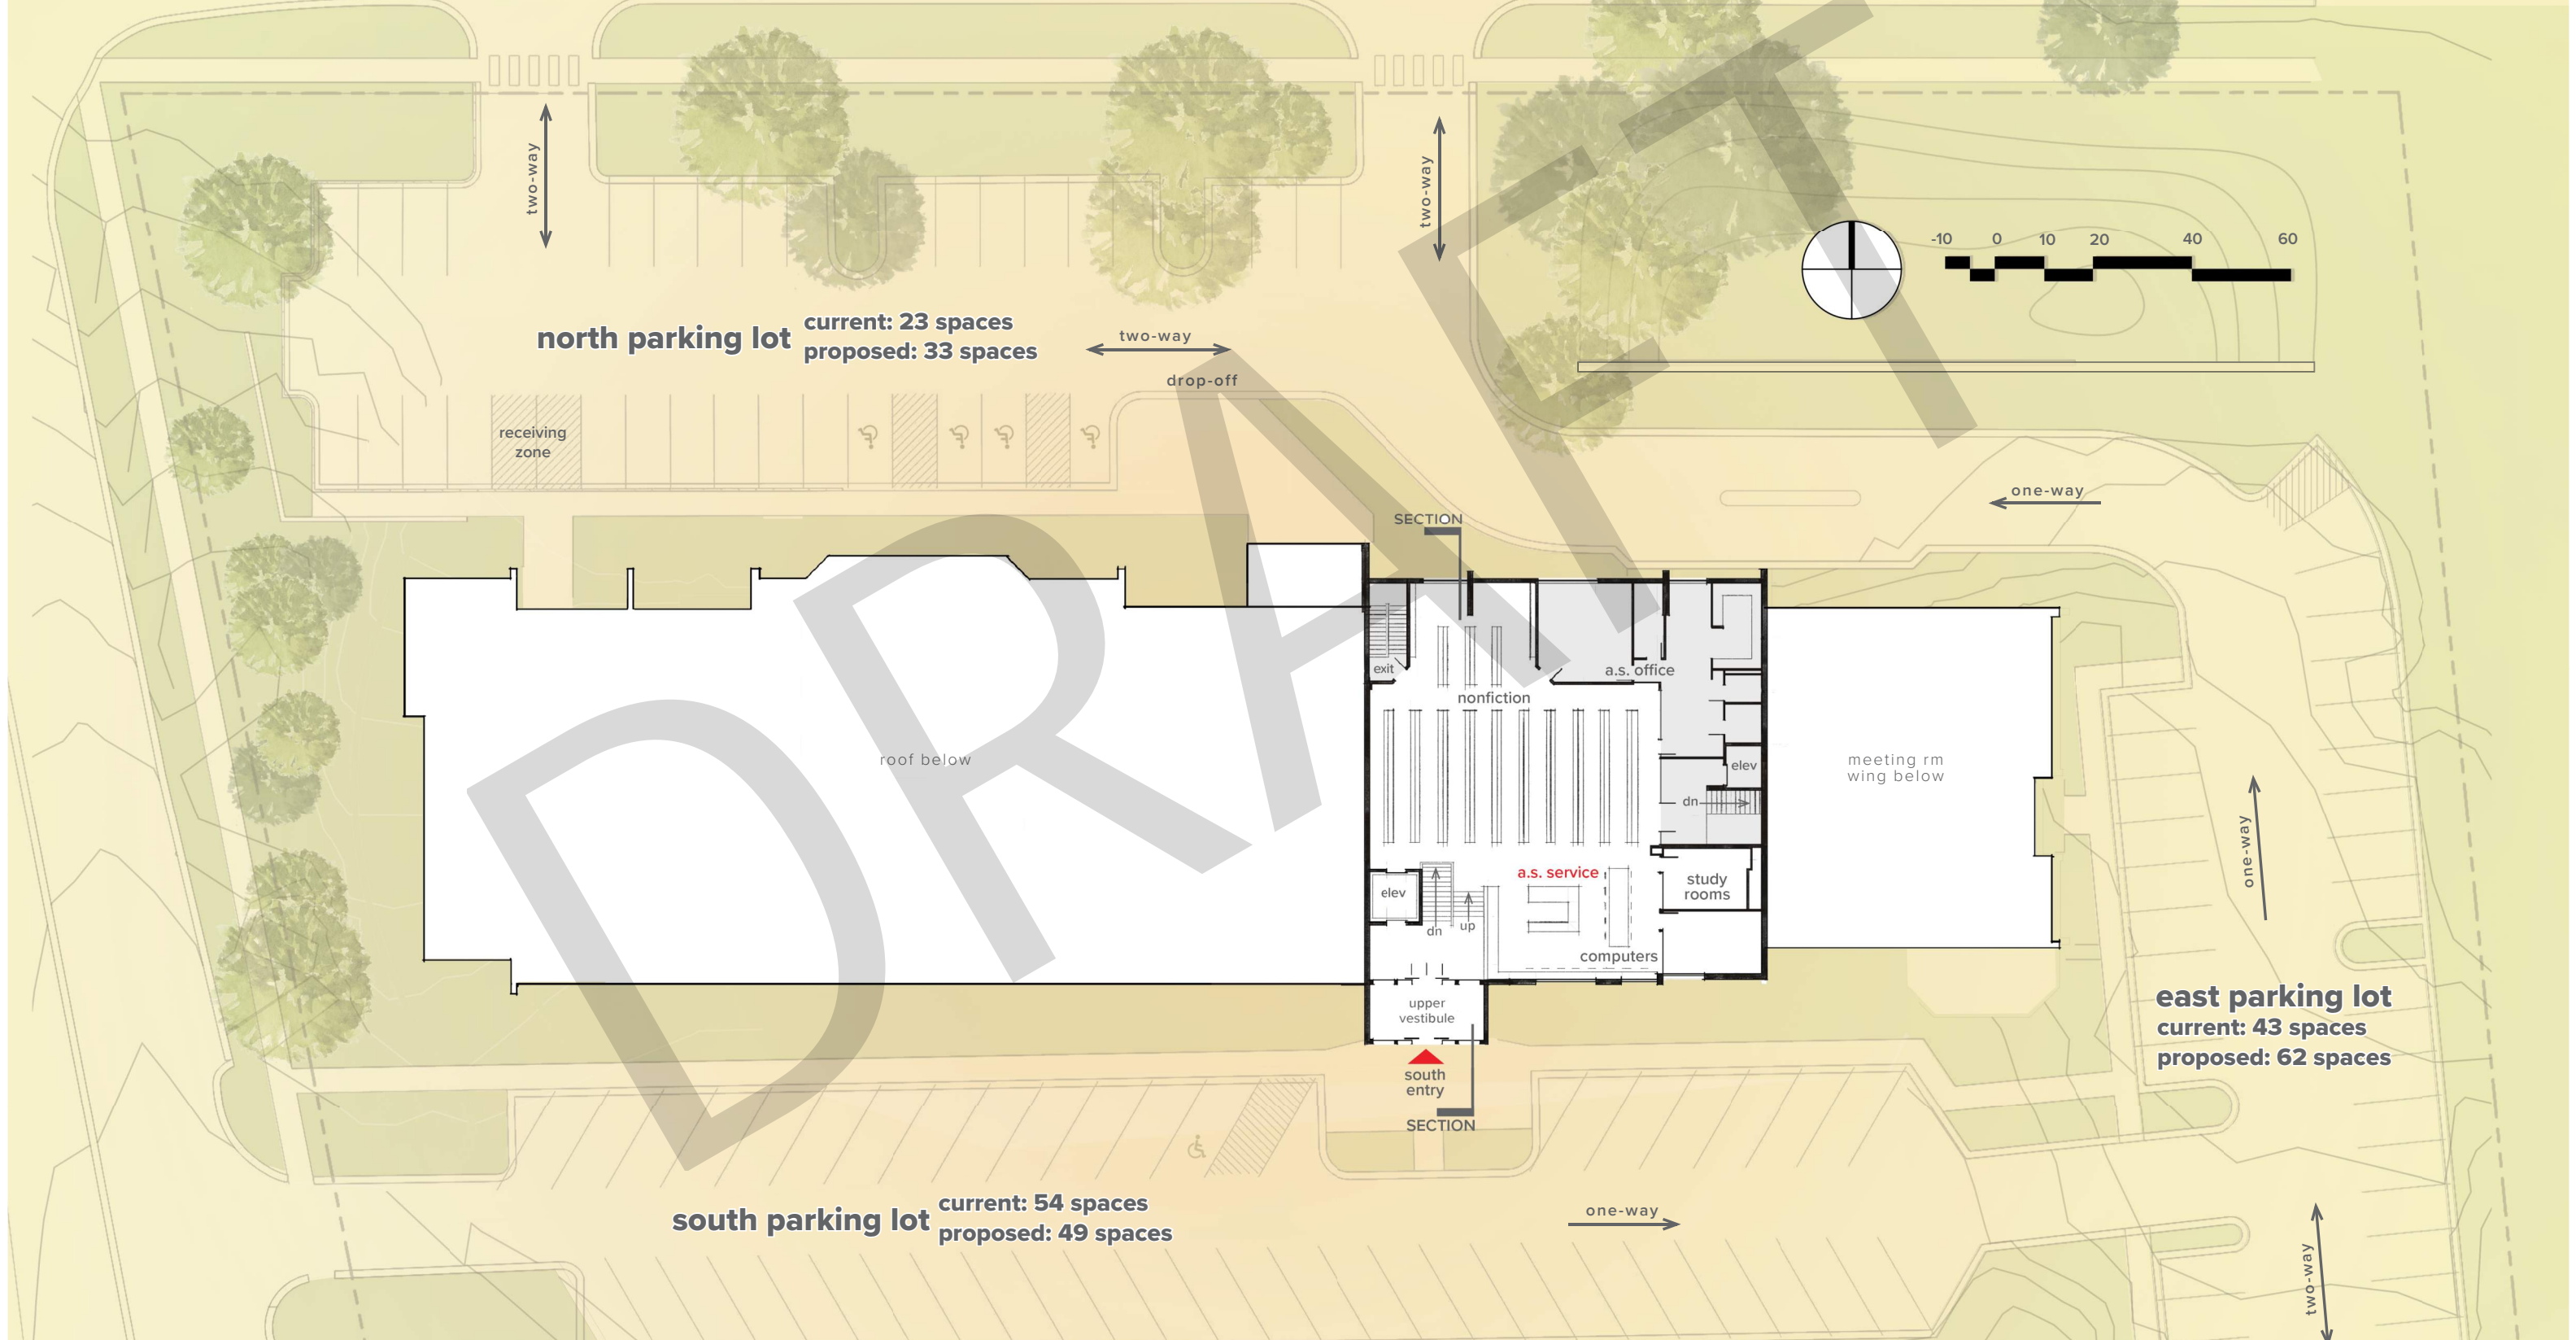 two-way
two-way
-10 0 10 20 40 60
north parking lot
current: 23 spaces
proposed: 33 spaces
two-way
drop-off
receiving
zone
one-way
SECTION
exit
a.s. office
nonfiction
roof below
meeting rm
wing below
elev
dn
one-way
a.s. service
study
rooms
elev
up
dn
computers
upper
vestibule
east parking lot
current: 43 spaces
proposed: 62 spaces
south
entry
SECTION
south parking lot
current: 54 spaces
proposed: 49 spaces
one-way
two-way
DRAFT